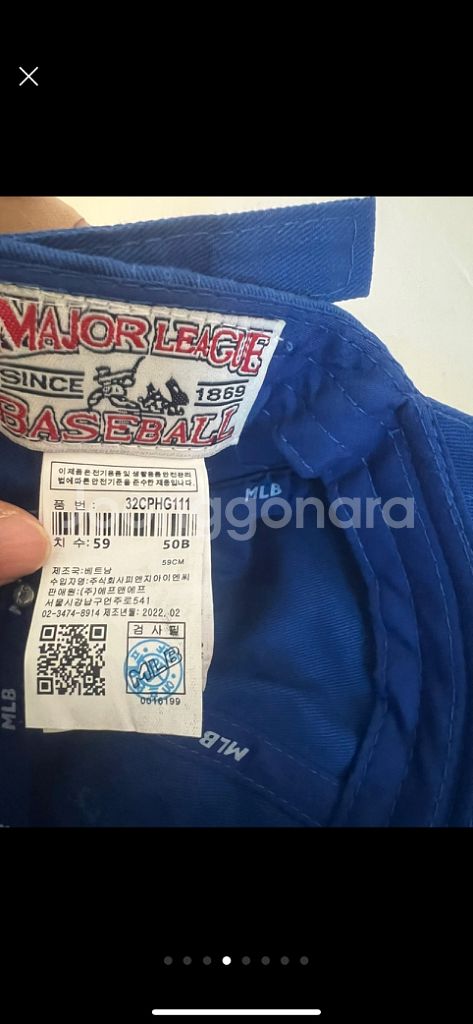 MAJOR LEAGUE
SINCE 1869
BASEBALL
이 제품은 전기용품 및 생활용품 안전관리
법에 따른 안전기준을 준수한 제품입니다.
품 번 : 32CPHG111
치 수: 59 50B
59CM
제조국:베트남
수입자명:주식회사피엔지아이엔씨
판매원:(주)에프앤에프
서울시강남구언주로541
02-3474-8914 제조년월: 2022. 02
검 사 필
0016199
MLB
MLB
MLB
joonggonara